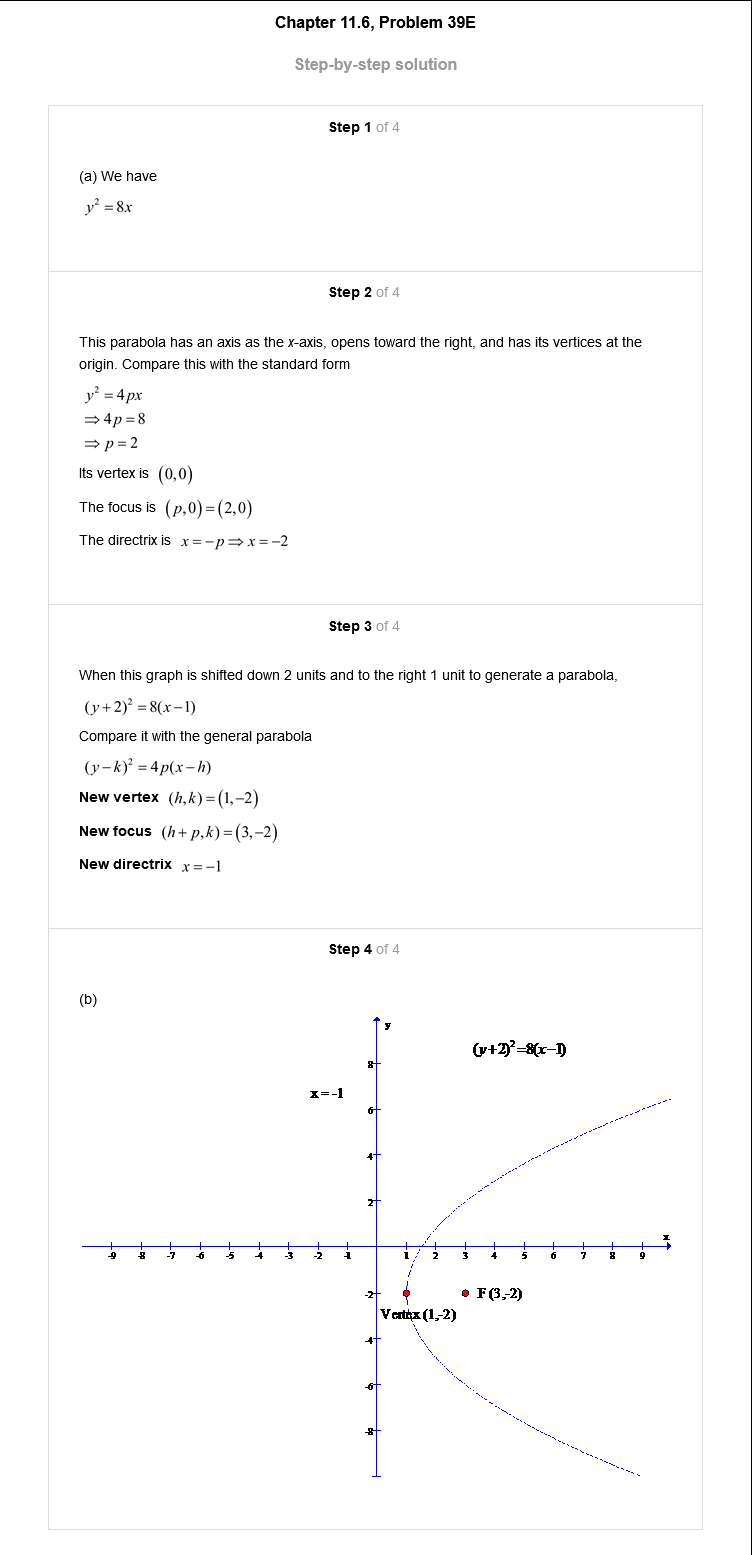 Chapter 11.6, Problem 39E
Step-by-step solution
Step 1 of 4
(a) We have
y² = 8x
Step 2 of 4
This parabola has an axis as the x-axis, opens toward the right, and has its vertices at the
origin. Compare this with the standard form
y² = 4px
⇒ 4p = 8
⇒ p = 2
Its vertex is (0,0)
The focus is (p,0) = (2,0)
The directrix is x = −p ⇒ x = −2
Step 3 of 4
When this graph is shifted down 2 units and to the right 1 unit to generate a parabola,
(y + 2)² = 8(x − 1)
Compare it with the general parabola
(y − k)² = 4p(x − h)
New vertex (h,k) = (1,−2)
New focus (h + p,k) = (3,−2)
New directrix x = −1
Step 4 of 4
(b)
y
(y+2)²=8(x−1)
8
x = -1
6
4
2
x
-9 -8 -7 -6 -5 -4 -3 -2 -1 1 2 3 4 5 6 7 8 9
-2
F (3,-2)
Vertex (1,-2)
-4
-6
-8